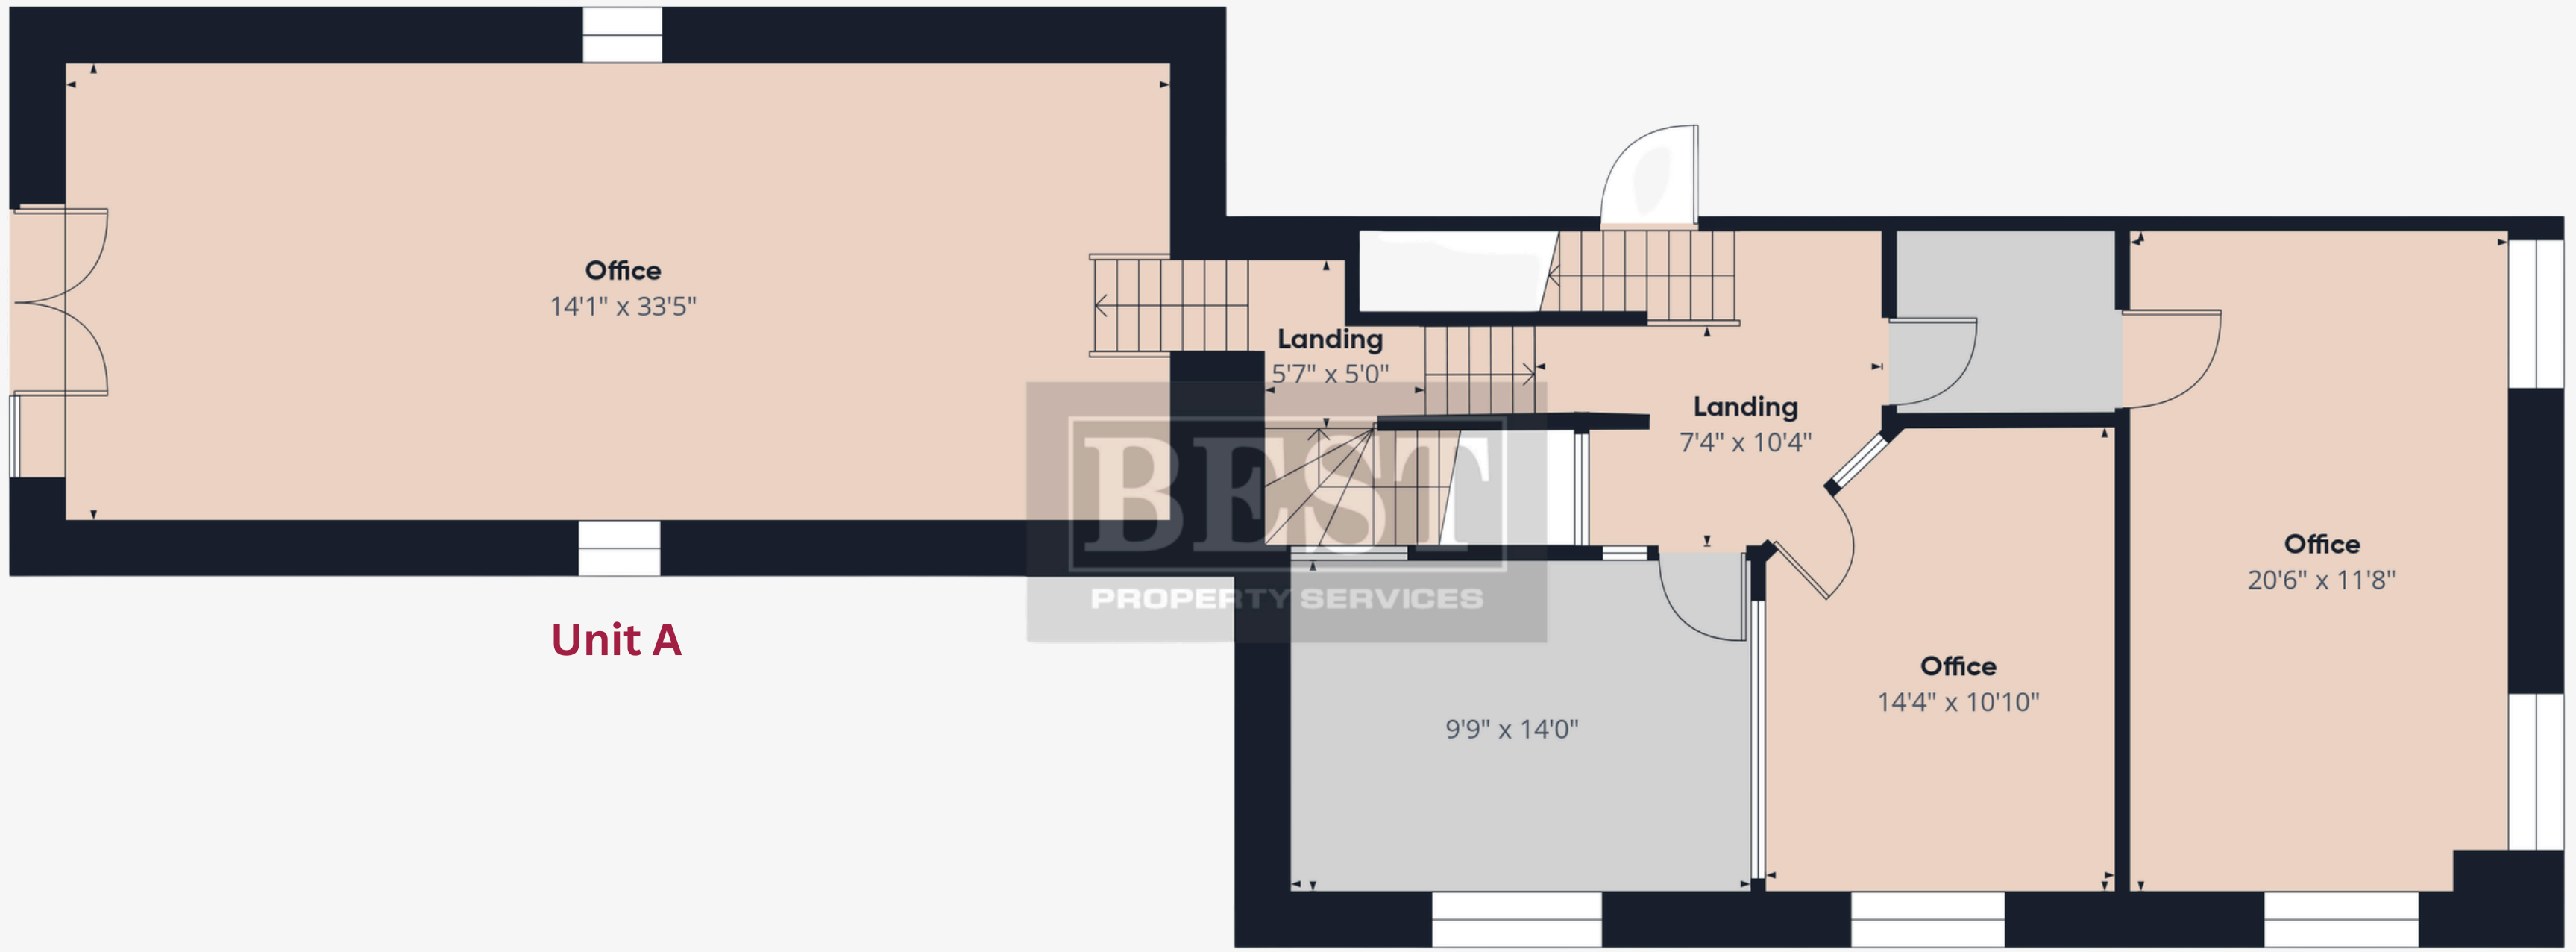 Office
14'1" x 33'5"
Landing
5'7" x 5'0"
Landing
7'4" x 10'4"
BEST
PROPERTY SERVICES
Unit A
Office
20'6" x 11'8"
Office
14'4" x 10'10"
9'9" x 14'0"